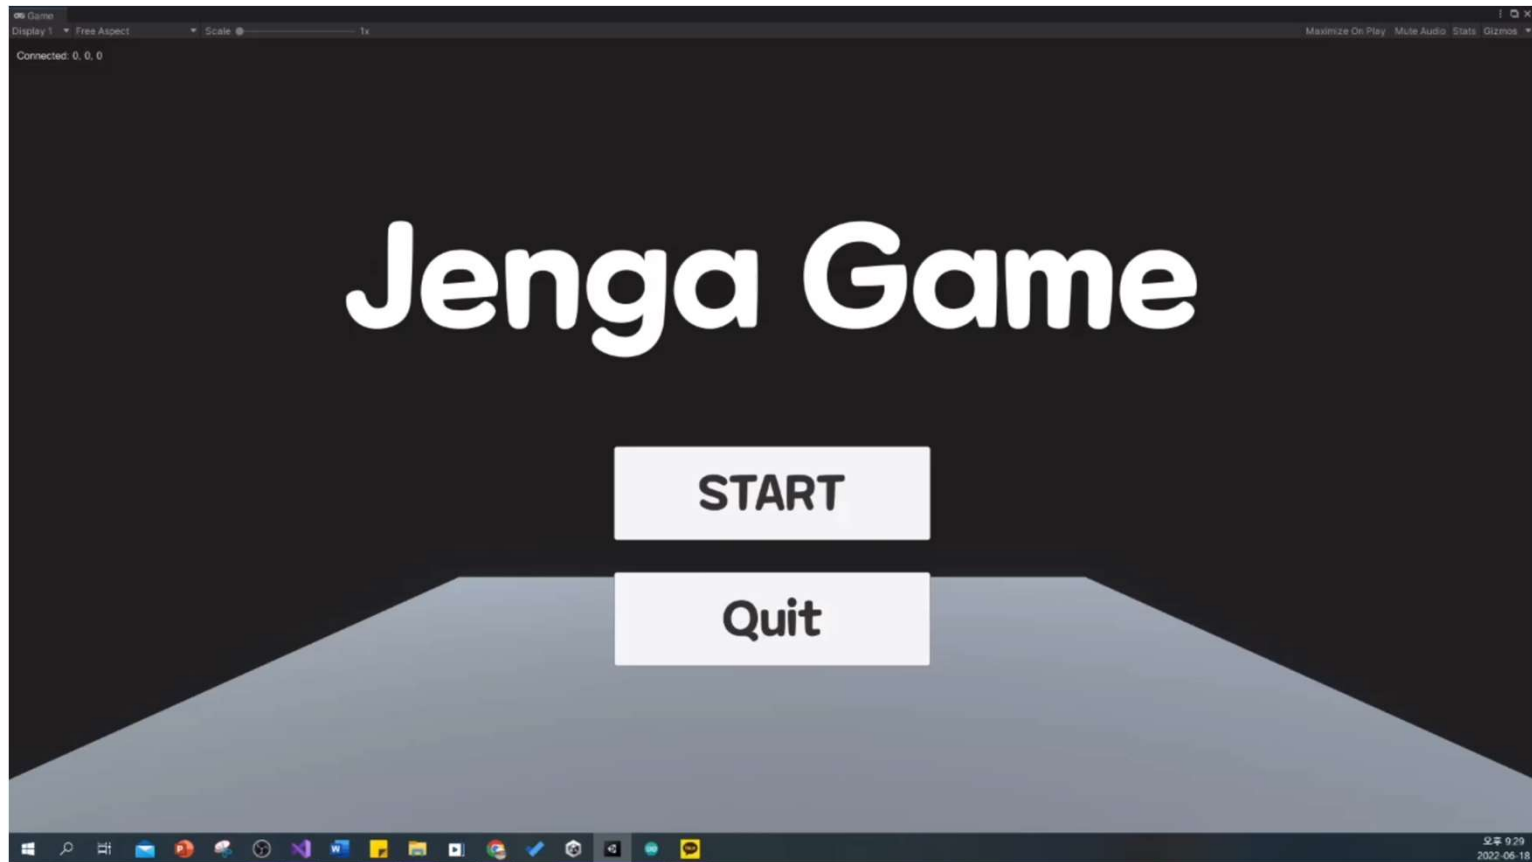 Game
Display 1 Free Aspect Scale 1x Maximize On Play Mute Audio Stats Gizmos
Connected: 0, 0, 0
Jenga Game
START
Quit
오후 9:29
2022-06-18